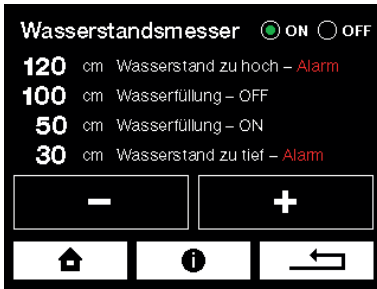 Wasserstandsmesser ON OFF
120 cm Wasserstand zu hoch – Alarm
100 cm Wasserfüllung – OFF
50 cm Wasserfüllung – ON
30 cm Wasserstand zu tief – Alarm
– +
i